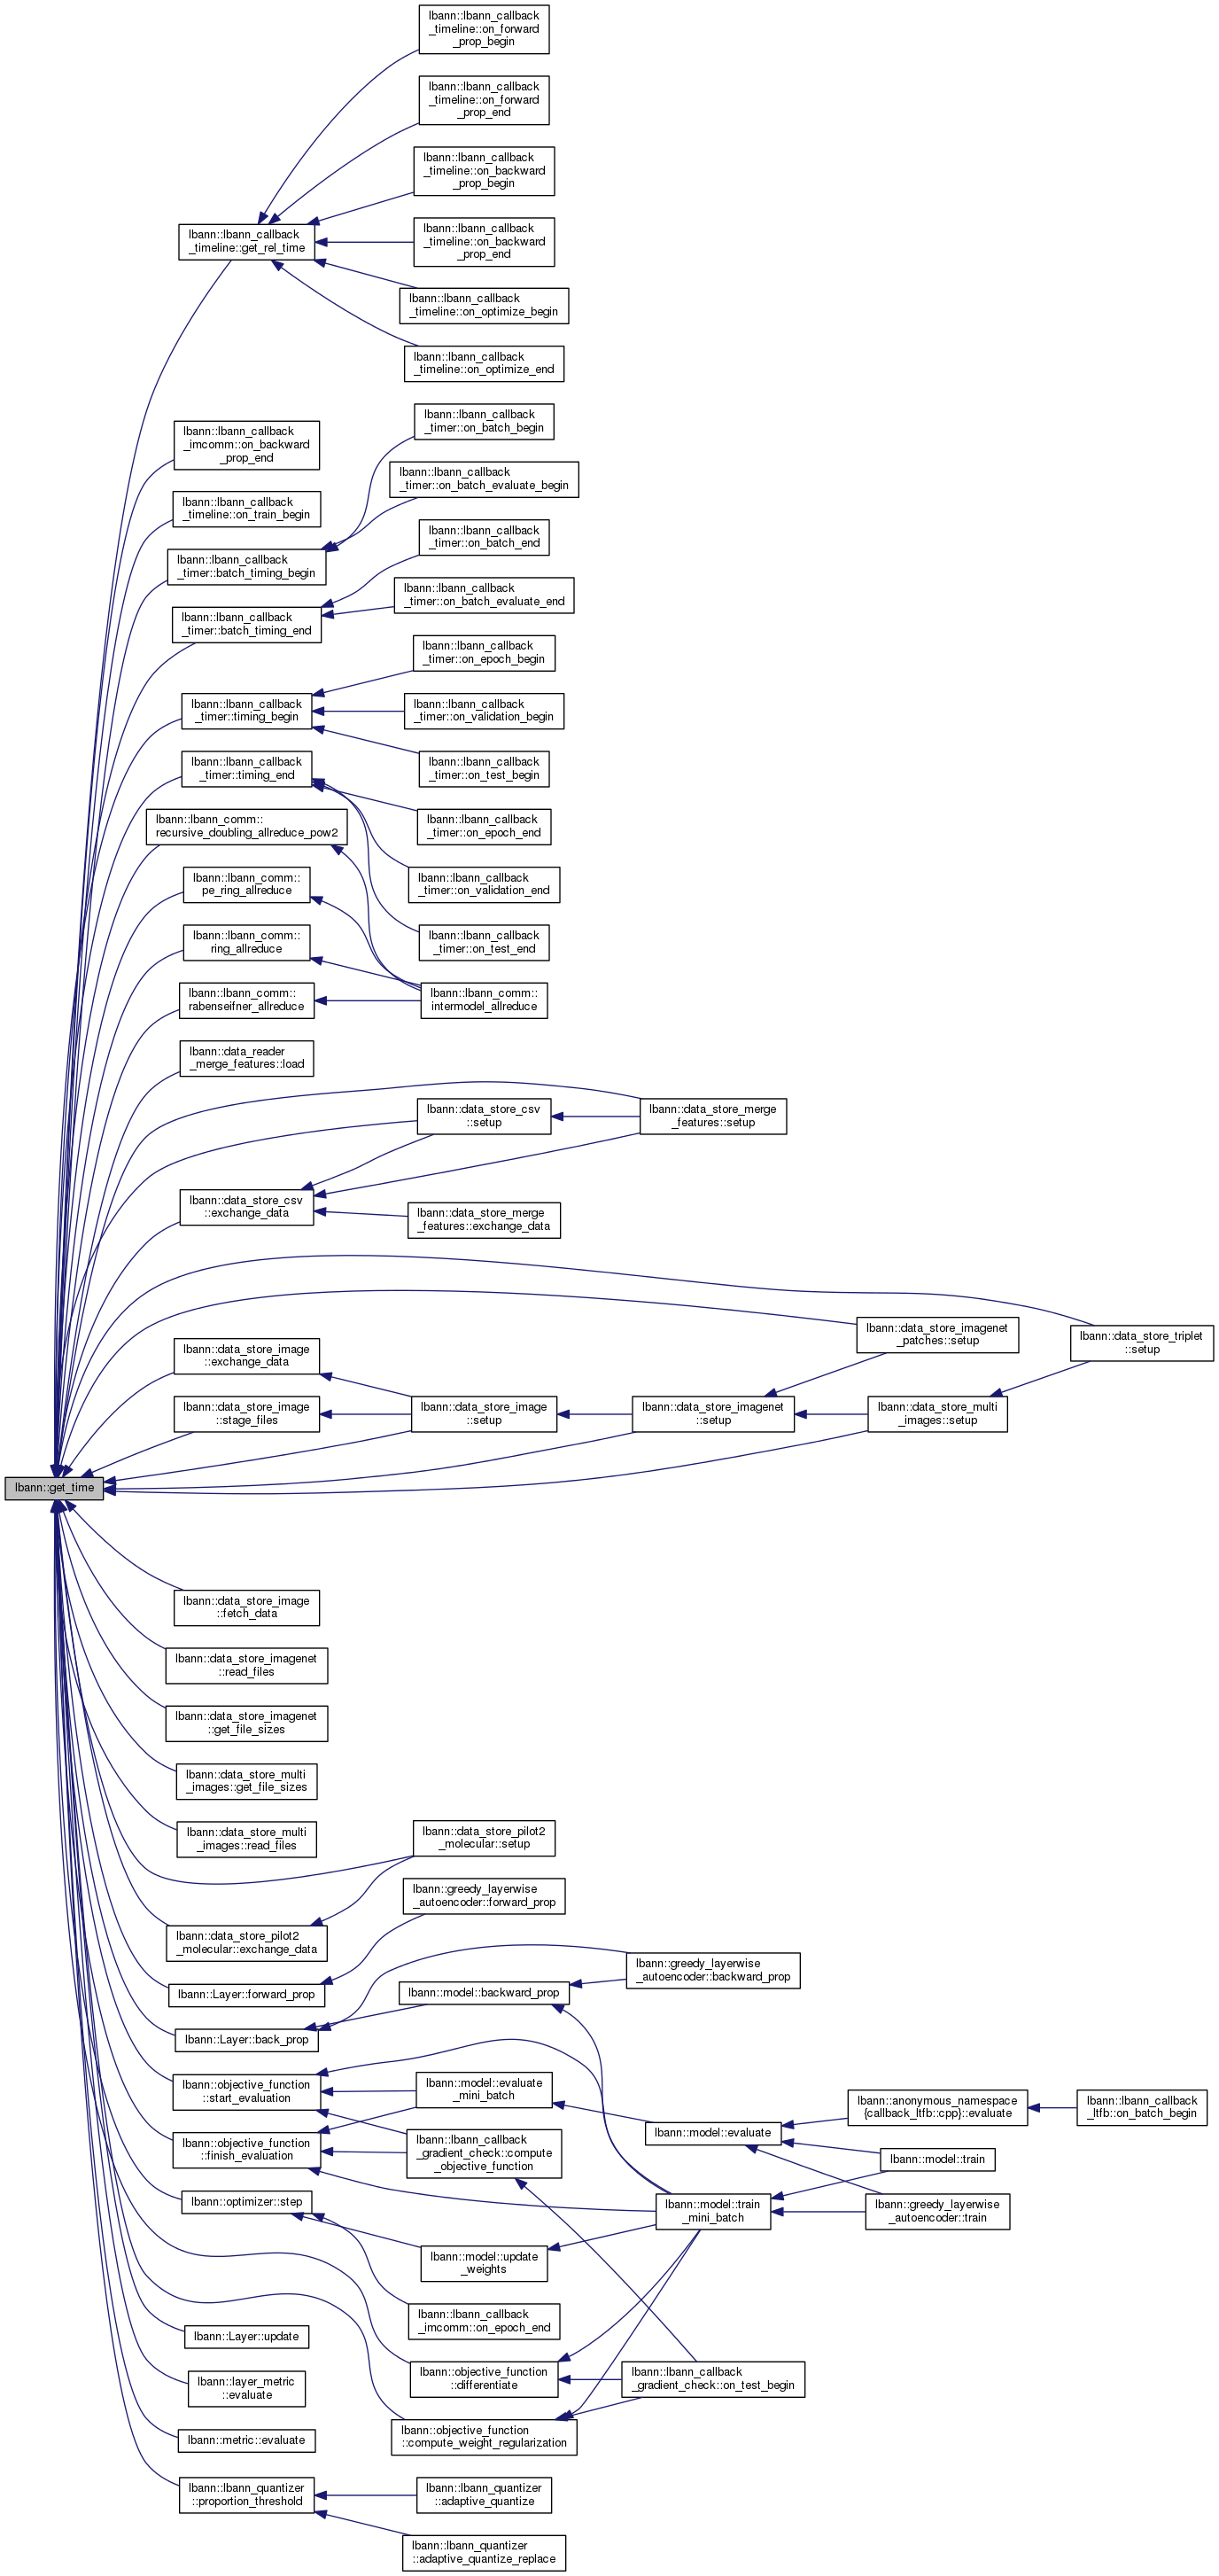 lbann::lbann_callback
_timeline::on_forward
_prop_begin
lbann::lbann_callback
_timeline::on_forward
_prop_end
lbann::lbann_callback
_timeline::on_backward
_prop_begin
lbann::lbann_callback
_timeline::get_rel_time
lbann::lbann_callback
_timeline::on_backward
_prop_end
lbann::lbann_callback
_timeline::on_optimize_begin
lbann::lbann_callback
_timeline::on_optimize_end
lbann::lbann_callback
_timer::on_batch_begin
lbann::lbann_callback
_imcomm::on_backward
_prop_end
lbann::lbann_callback
_timer::on_batch_evaluate_begin
lbann::lbann_callback
_timeline::on_train_begin
lbann::lbann_callback
_timer::on_batch_end
lbann::lbann_callback
_timer::batch_timing_begin
lbann::lbann_callback
_timer::on_batch_evaluate_end
lbann::lbann_callback
_timer::batch_timing_end
lbann::lbann_callback
_timer::on_epoch_begin
lbann::lbann_callback
_timer::timing_begin
lbann::lbann_callback
_timer::on_validation_begin
lbann::lbann_callback
_timer::timing_end
lbann::lbann_callback
_timer::on_test_begin
lbann::lbann_comm::
recursive_doubling_allreduce_pow2
lbann::lbann_callback
_timer::on_epoch_end
lbann::lbann_comm::
pe_ring_allreduce
lbann::lbann_callback
_timer::on_validation_end
lbann::lbann_comm::
ring_allreduce
lbann::lbann_callback
_timer::on_test_end
lbann::lbann_comm::
rabenseifner_allreduce
lbann::lbann_comm::
intermodel_allreduce
lbann::data_reader
_merge_features::load
lbann::data_store_csv
::setup
lbann::data_store_merge
_features::setup
lbann::data_store_csv
::exchange_data
lbann::data_store_merge
_features::exchange_data
lbann::data_store_imagenet
_patches::setup
lbann::data_store_triplet
::setup
lbann::data_store_image
::exchange_data
lbann::data_store_image
::stage_files
lbann::data_store_image
::setup
lbann::data_store_imagenet
::setup
lbann::data_store_multi
_images::setup
lbann::get_time
lbann::data_store_image
::fetch_data
lbann::data_store_imagenet
::read_files
lbann::data_store_imagenet
::get_file_sizes
lbann::data_store_multi
_images::get_file_sizes
lbann::data_store_multi
_images::read_files
lbann::data_store_pilot2
_molecular::setup
lbann::greedy_layerwise
_autoencoder::forward_prop
lbann::data_store_pilot2
_molecular::exchange_data
lbann::greedy_layerwise
_autoencoder::backward_prop
lbann::Layer::forward_prop
lbann::model::backward_prop
lbann::Layer::back_prop
lbann::objective_function
::start_evaluation
lbann::model::evaluate
_mini_batch
lbann::anonymous_namespace
{callback_ltfb::cpp}::evaluate
lbann::lbann_callback
_ltfb::on_batch_begin
lbann::model::evaluate
lbann::objective_function
::finish_evaluation
lbann::lbann_callback
_gradient_check::compute
_objective_function
lbann::model::train
lbann::optimizer::step
lbann::model::train
_mini_batch
lbann::greedy_layerwise
_autoencoder::train
lbann::model::update
_weights
lbann::lbann_callback
_imcomm::on_epoch_end
lbann::Layer::update
lbann::objective_function
::differentiate
lbann::lbann_callback
_gradient_check::on_test_begin
lbann::layer_metric
::evaluate
lbann::objective_function
::compute_weight_regularization
lbann::metric::evaluate
lbann::lbann_quantizer
::proportion_threshold
lbann::lbann_quantizer
::adaptive_quantize
lbann::lbann_quantizer
::adaptive_quantize_replace